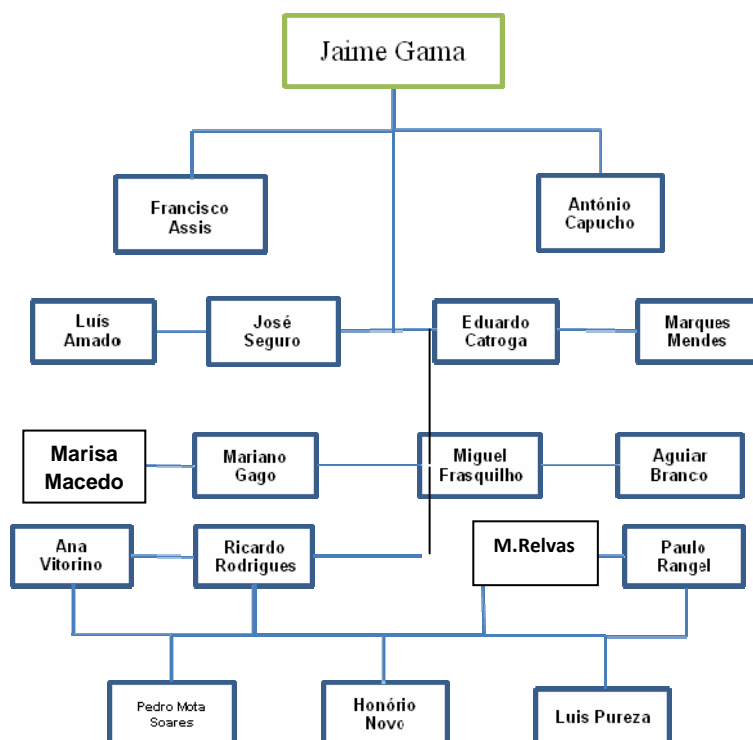 Jaime Gama
Francisco
Assis
António
Capucho
Luís
Amado
José
Seguro
Eduardo
Catroga
Marques
Mendes
Marisa
Macedo
Mariano
Gago
Miguel
Frasquilho
Aguiar
Branco
Ana
Vitorino
Ricardo
Rodrigues
M.Relvas
Paulo
Rangel
Pedro Mota
Soares
Honório
Novo
Luis Pureza